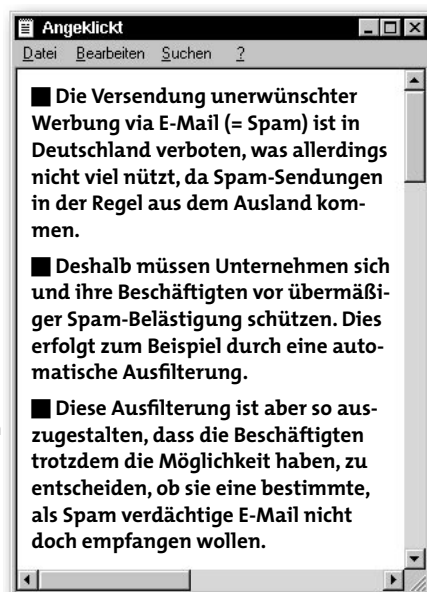 Angeklickt
Datei Bearbeiten Suchen ?
Die Versendung unerwünschter
Werbung via E-Mail (= Spam) ist in
Deutschland verboten, was allerdings
nicht viel nützt, da Spam-Sendungen
in der Regel aus dem Ausland kom-
men.
Deshalb müssen Unternehmen sich
und ihre Beschäftigten vor übermäßi-
ger Spam-Belästigung schützen. Dies
erfolgt zum Beispiel durch eine auto-
matische Ausfilterung.
Diese Ausfilterung ist aber so aus-
zugestalten, dass die Beschäftigten
trotzdem die Möglichkeit haben, zu
entscheiden, ob sie eine bestimmte,
als Spam verdächtige E-Mail nicht
doch empfangen wollen.